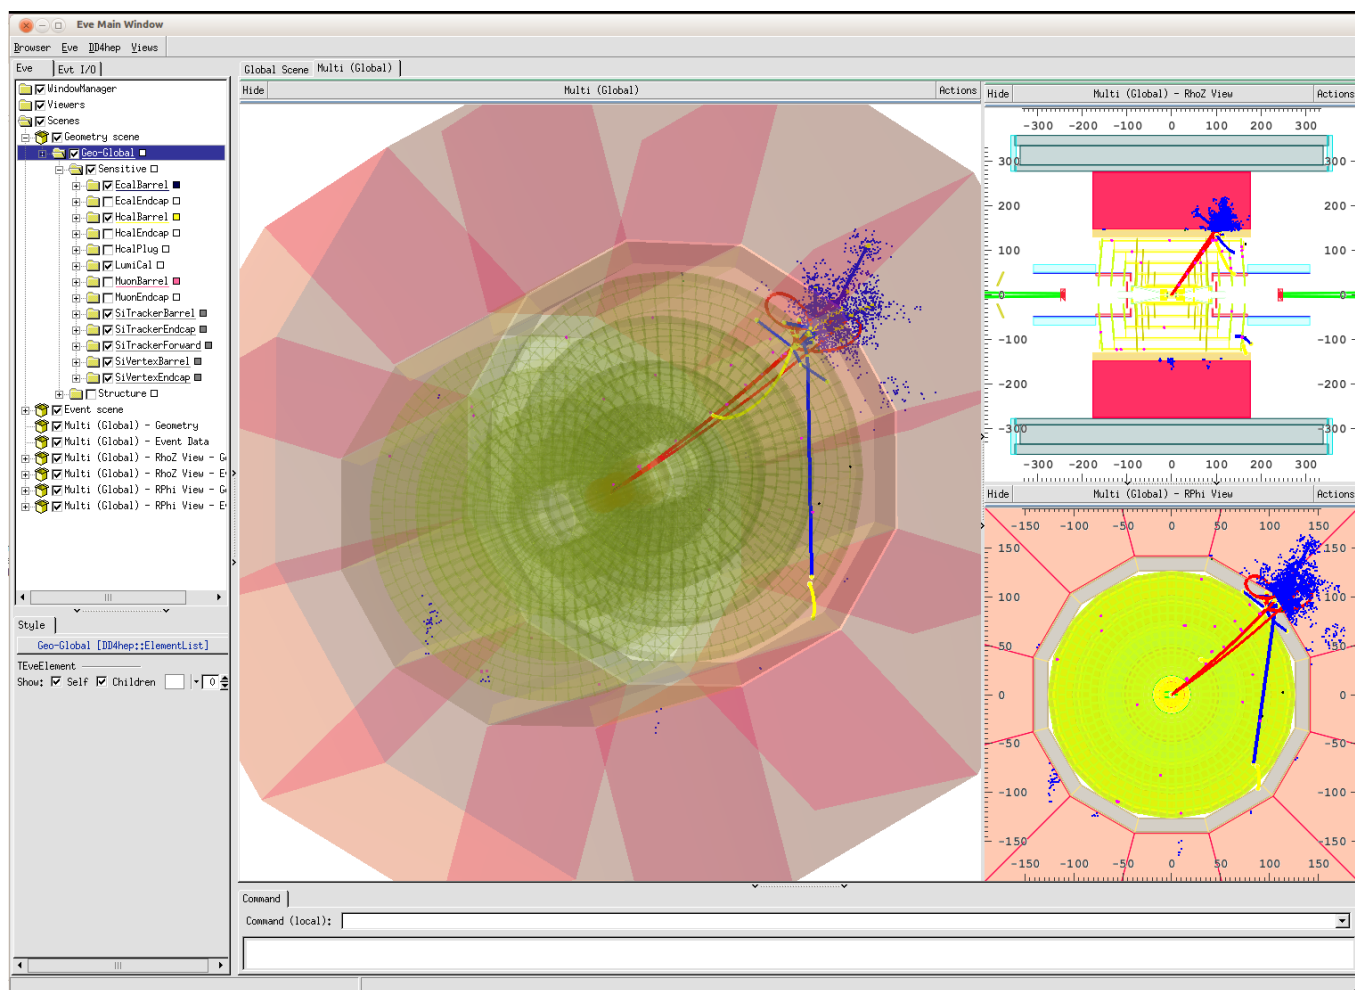 Eve Main Window
Browser Eve DD4hep Views
Eve Evt I/O
WindowManager
Viewers
Scenes
Geometry scene
Geo-Global
Sensitive
EcalBarrel
EcalEndcap
HcalBarrel
HcalEndcap
HcalPlug
LumiCal
MuonBarrel
MuonEndcap
SiTrackerBarrel
SiTrackerEndcap
SiTrackerForward
SiVertexBarrel
SiVertexEndcap
Structure
Event scene
Multi (Global) - Geometry
Multi (Global) - Event Data
Multi (Global) - RhoZ View - G
Multi (Global) - RhoZ View - E
Multi (Global) - RPhi View - G
Multi (Global) - RPhi View - E
Style
Geo-Global [DD4hep::ElementList]
TEveElement
Show: Self Children 0
Global Scene Multi (Global)
Hide Multi (Global) Actions
Hide Multi (Global) - RhoZ View Actions
-300 -200 -100 0 100 200 300
300 300
200 200
100 100
0 0
-100 -100
-200 -200
-300 -300
-300 -200 -100 0 100 200 300
Hide Multi (Global) - RPhi View Actions
-150 -100 -50 0 50 100 150
150 150
100 100
50 50
0 0
-50 -50
-100 -100
-150 -150
-150 -100 -50 0 50 100 150
Command
Command (local):